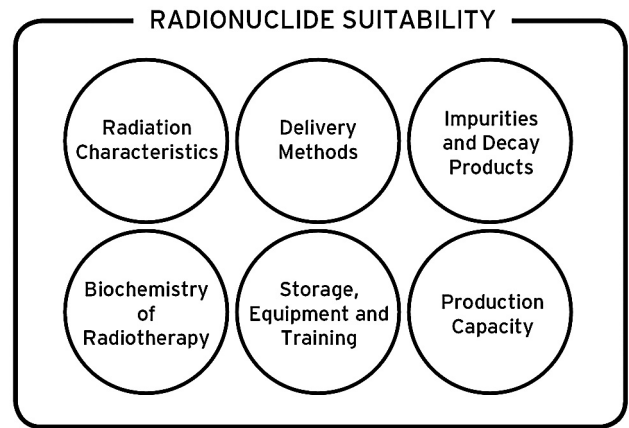 RADIONUCLIDE SUITABILITY
Radiation
Characteristics
Delivery
Methods
Impurities
and Decay
Products
Biochemistry
of
Radiotherapy
Storage,
Equipment and
Training
Production
Capacity